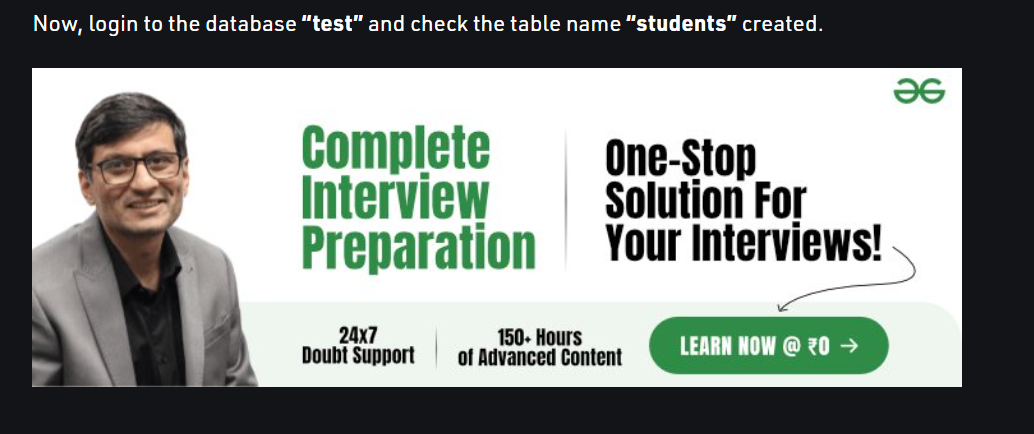 Now, login to the database “test” and check the table name “students” created.
Complete
Interview
Preparation
One-Stop
Solution For
Your Interviews!
24x7
Doubt Support
150+ Hours
of Advanced Content
LEARN NOW @ ₹0 →